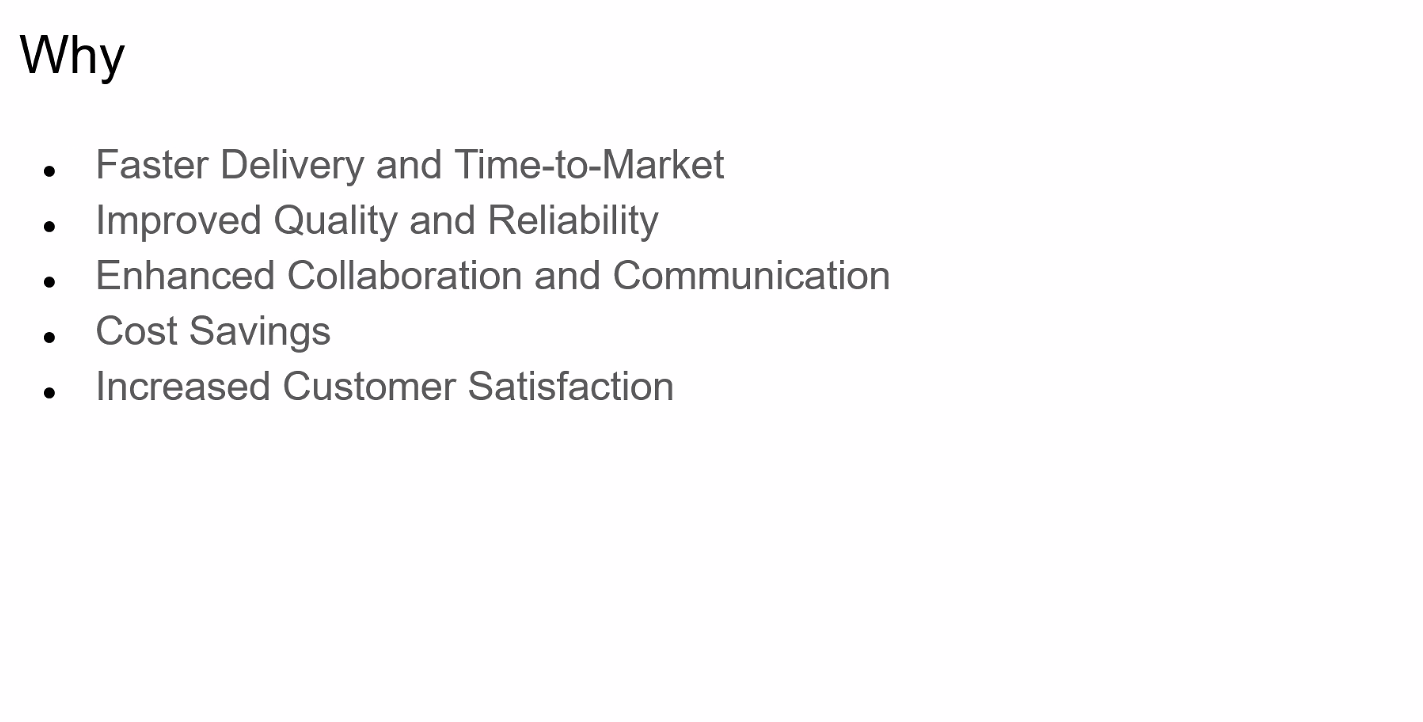 Why
• Faster Delivery and Time-to-Market
• Improved Quality and Reliability
• Enhanced Collaboration and Communication
• Cost Savings
• Increased Customer Satisfaction